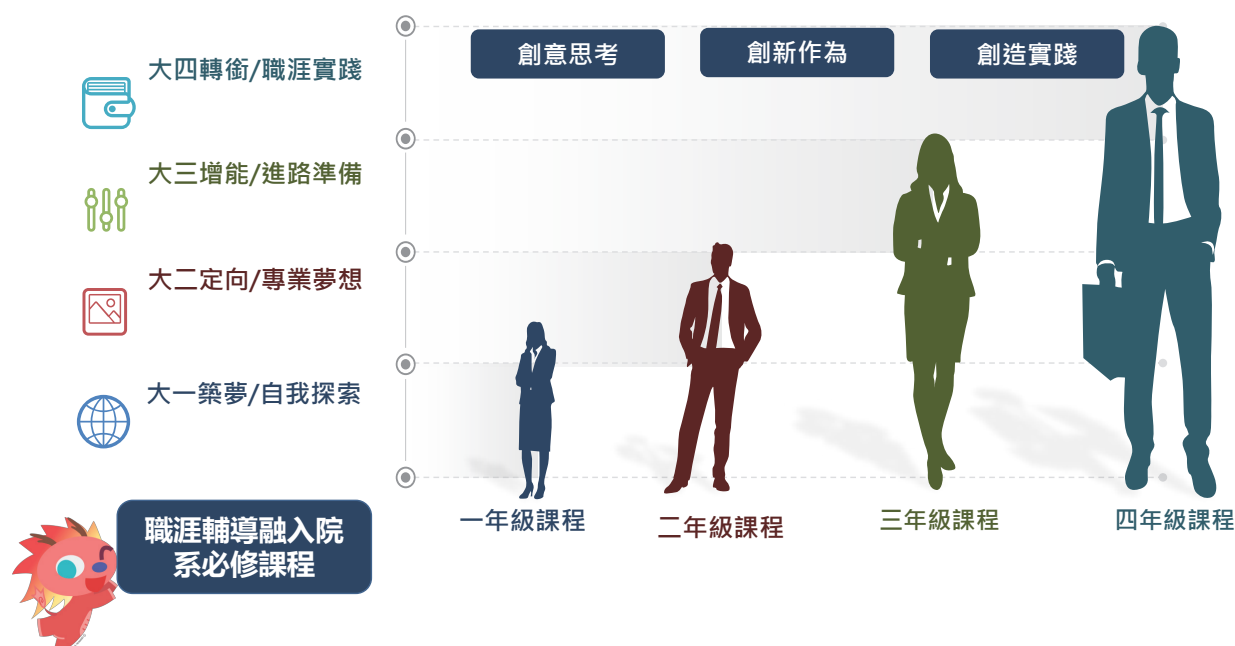 創意思考
創新作為
創造實踐
大四轉銜/職涯實踐
大三增能/進路準備
大二定向/專業夢想
大一築夢/自我探索
一年級課程
二年級課程
三年級課程
四年級課程
職涯輔導融入院
系必修課程